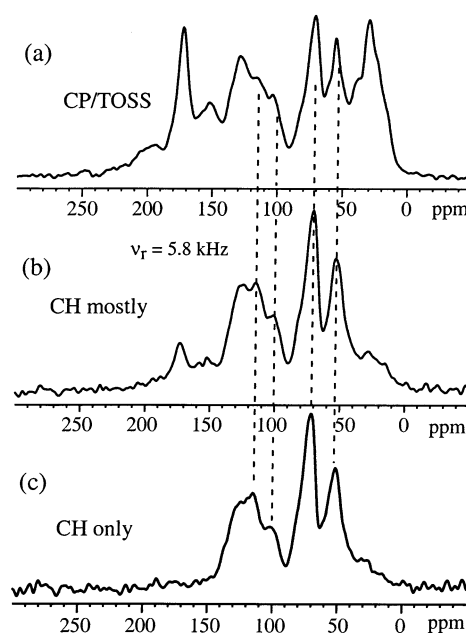 (a)
CP/TOSS
250 200 150 100 50 0 ppm
νr = 5.8 kHz
(b)
CH mostly
250 200 150 100 50 0 ppm
(c)
CH only
250 200 150 100 50 0 ppm